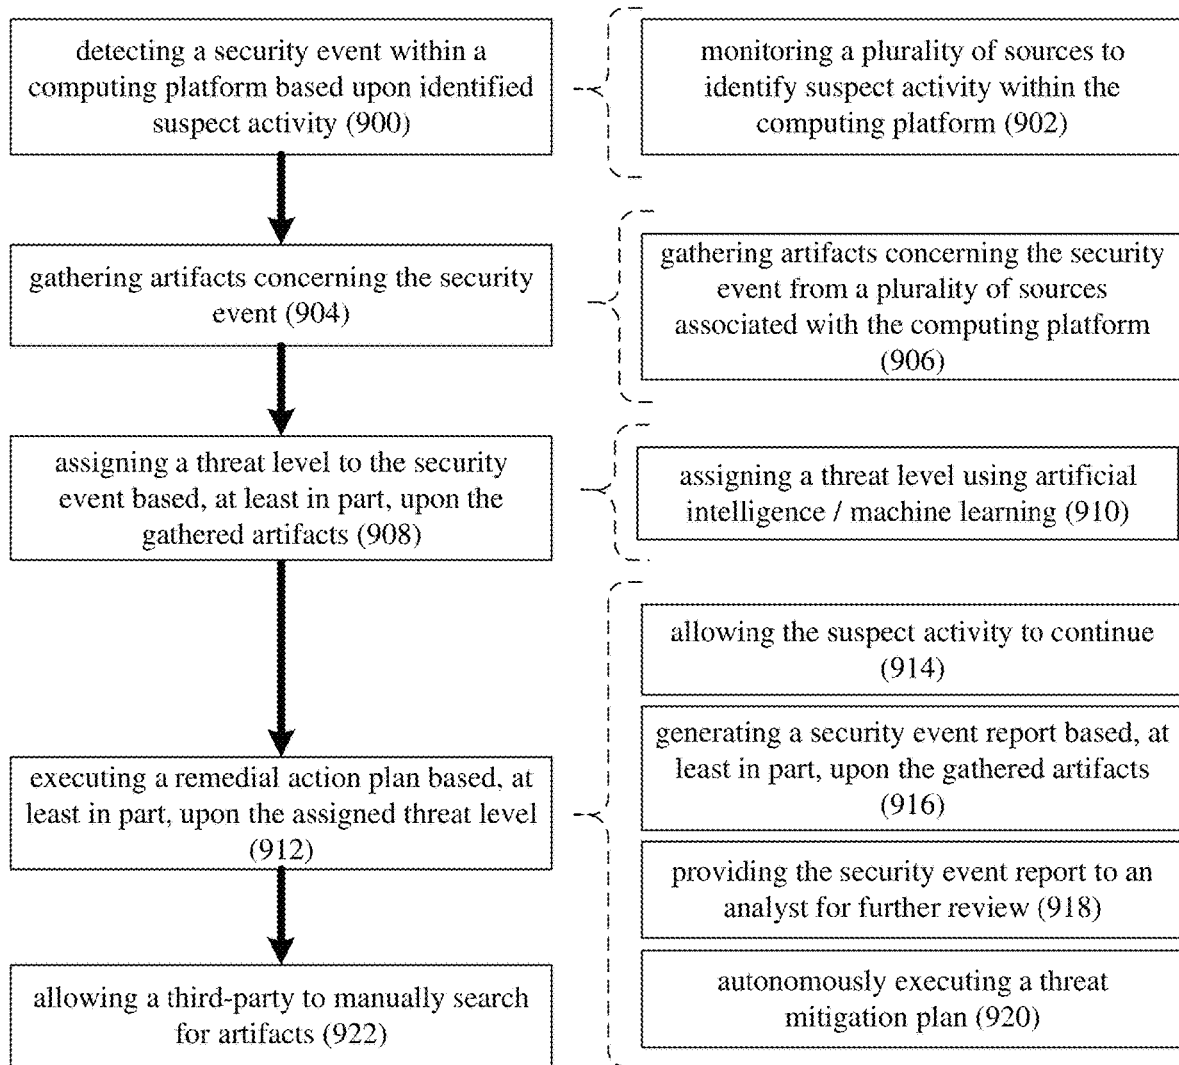 detecting a security event within a
computing platform based upon identified
suspect activity (900)
monitoring a plurality of sources to
identify suspect activity within the
computing platform (902)
gathering artifacts concerning the security
event (904)
gathering artifacts concerning the security
event from a plurality of sources
associated with the computing platform
(906)
assigning a threat level to the security
event based, at least in part, upon the
gathered artifacts (908)
assigning a threat level using artificial
intelligence / machine learning (910)
executing a remedial action plan based, at
least in part, upon the assigned threat level
(912)
allowing the suspect activity to continue
(914)
generating a security event report based, at
least in part, upon the gathered artifacts
(916)
providing the security event report to an
analyst for further review (918)
autonomously executing a threat
mitigation plan (920)
allowing a third-party to manually search
for artifacts (922)